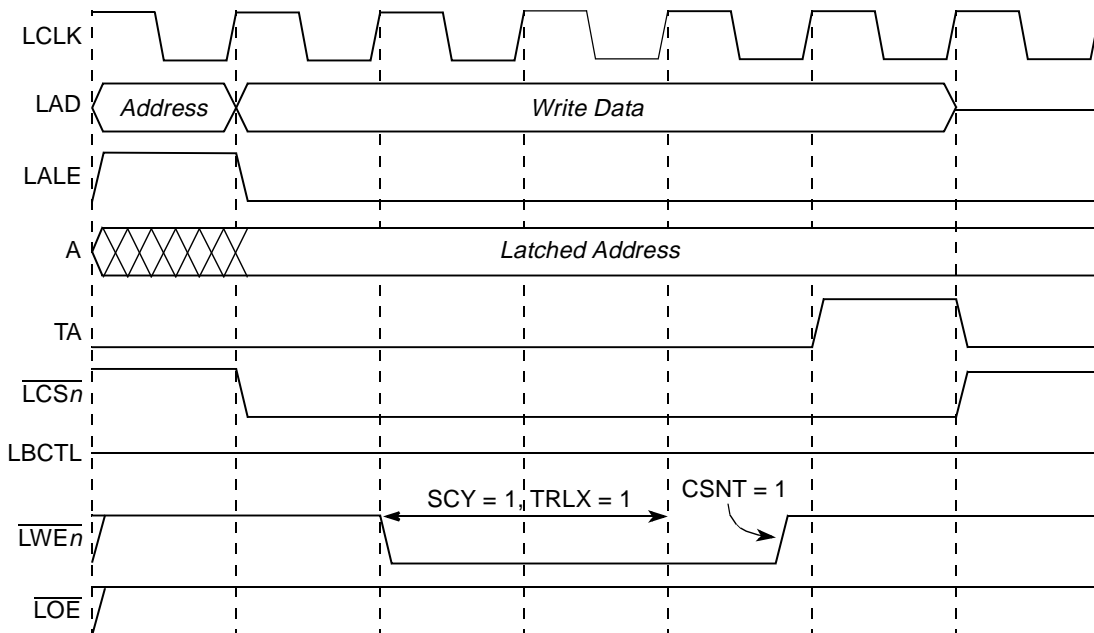 LCLK
LAD
Address
Write Data
LALE
A
Latched Address
TA
LCSn
LBCTL
SCY = 1, TRLX = 1
CSNT = 1
LWEn
LOE